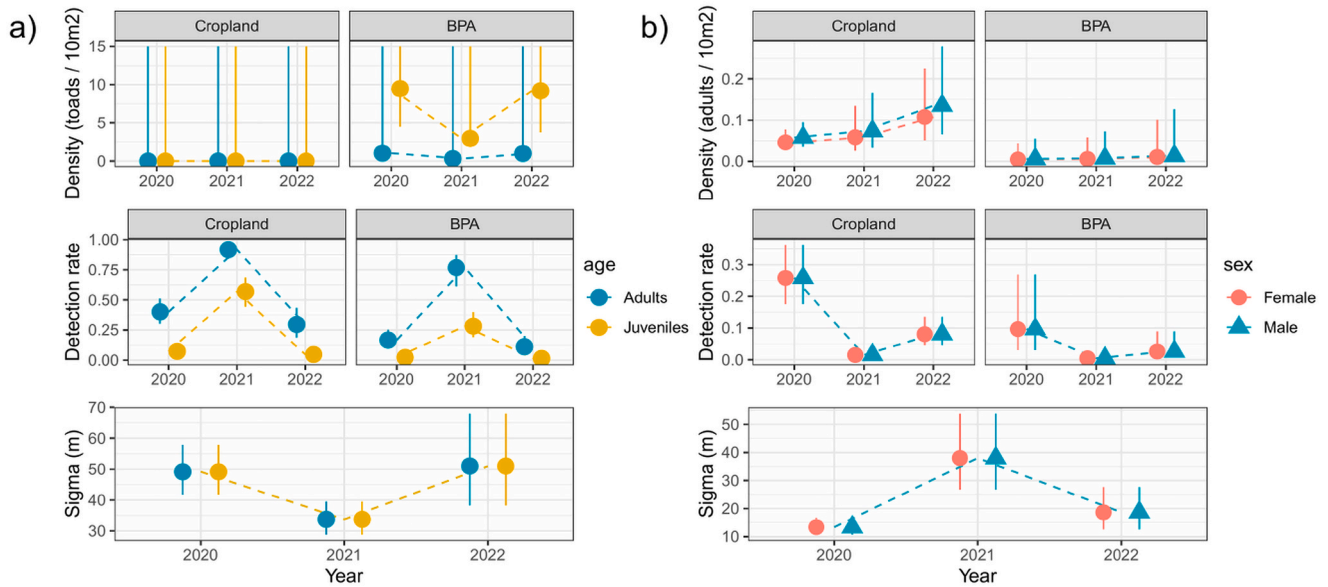 a)
Cropland
BPA
Density (toads / 10m2)
15
10
5
0
2020
2021
2022
2020
2021
2022
Cropland
BPA
Detection rate
1.00
0.75
0.50
0.25
0.00
2020
2021
2022
2020
2021
2022
age
Adults
Juveniles
Sigma (m)
70
60
50
40
30
2020
2021
2022
Year
b)
Cropland
BPA
Density (adults / 10m2)
0.2
0.1
0.0
2020
2021
2022
2020
2021
2022
Cropland
BPA
Detection rate
0.3
0.2
0.1
0.0
2020
2021
2022
2020
2021
2022
sex
Female
Male
Sigma (m)
50
40
30
20
10
2020
2021
2022
Year